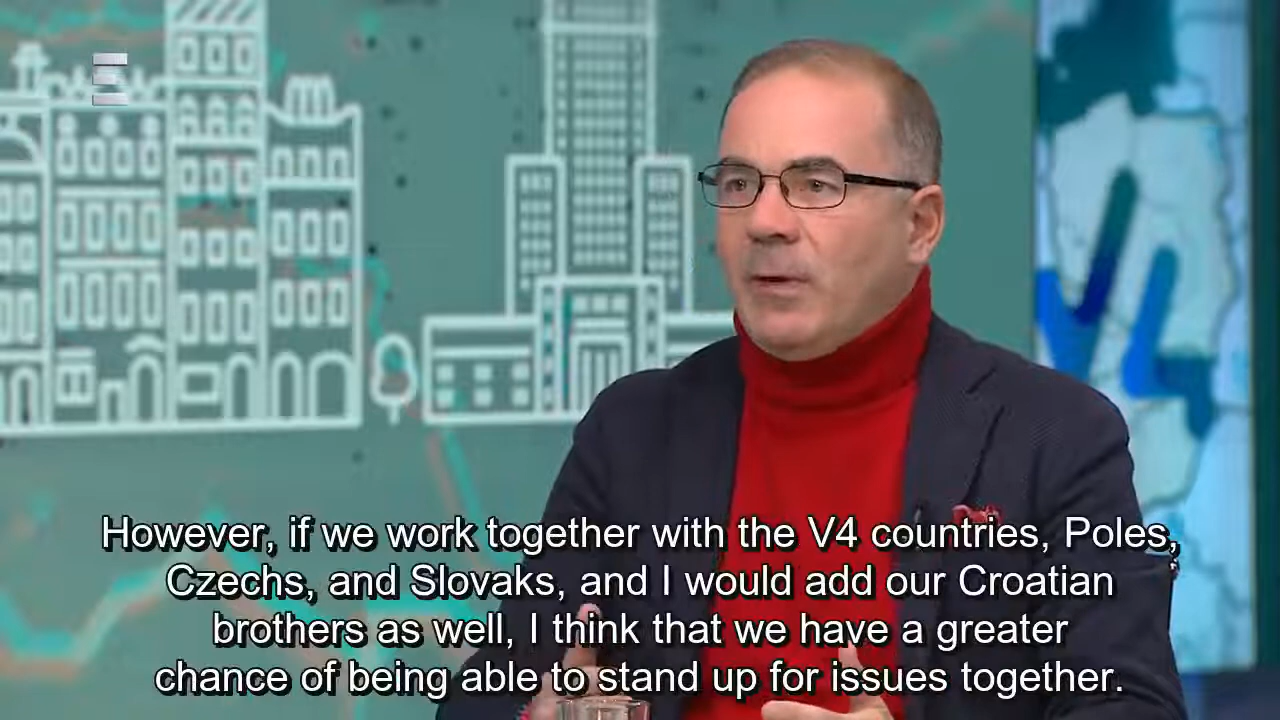 V4
However, if we work together with the V4 countries, Poles,
Czechs, and Slovaks, and I would add our Croatian
brothers as well, I think that we have a greater
chance of being able to stand up for issues together.